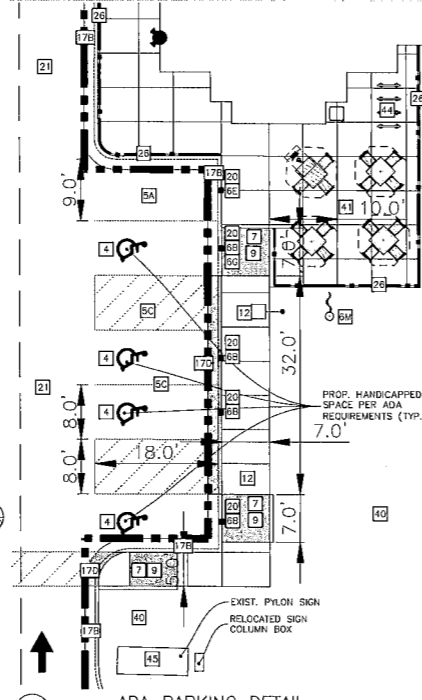 26
17B
21
44
26
28
17B
20
6E
9.0'
5A
41
10.0'
4
20
6B
6G
7
9
7.0'
26
5C
12
6M
20
6B
32.0'
4
17D
5C
21
PROP. HANDICAPPED
SPACE PER ADA
REQUIREMENTS (TYP.
8.0'
4
20
6B
7.0'
18.0'
8.0'
12
20
6B
7
9
7.0'
40
4
17B
5.0'
17D
7
9
17B
40
EXIST. PYLON SIGN
RELOCATED SIGN
COLUMN BOX
45
ADA PARKING DETAIL